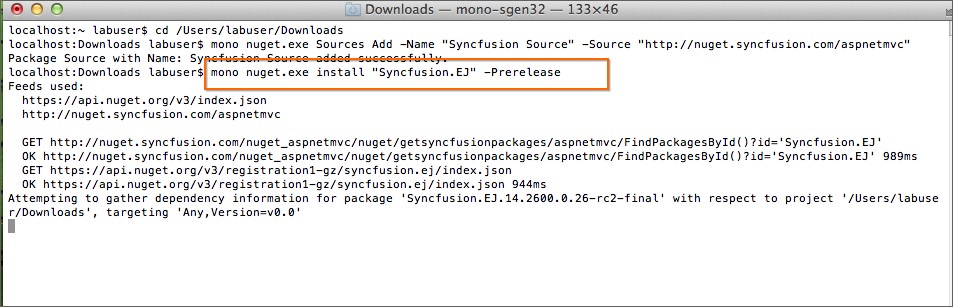 Downloads — mono-sgen32 — 133×46
localhost:~ labuser$ cd /Users/labuser/Downloads
localhost:Downloads labuser$ mono nuget.exe Sources Add -Name "Syncfusion Source" -Source "http://nuget.syncfusion.com/aspnetmvc"
Package Source with Name: Syncfusion Source added successfully.
localhost:Downloads labuser$ mono nuget.exe install "Syncfusion.EJ" -Prerelease
Feeds used:
  https://api.nuget.org/v3/index.json
  http://nuget.syncfusion.com/aspnetmvc

  GET http://nuget.syncfusion.com/nuget_aspnetmvc/nuget/getsyncfusionpackages/aspnetmvc/FindPackagesById()?id='Syncfusion.EJ'
  OK http://nuget.syncfusion.com/nuget_aspnetmvc/nuget/getsyncfusionpackages/aspnetmvc/FindPackagesById()?id='Syncfusion.EJ' 989ms
  GET https://api.nuget.org/v3/registration1-gz/syncfusion.ej/index.json
  OK https://api.nuget.org/v3/registration1-gz/syncfusion.ej/index.json 944ms
Attempting to gather dependency information for package 'Syncfusion.EJ.14.2600.0.26-rc2-final' with respect to project '/Users/labuse
r/Downloads', targeting 'Any,Version=v0.0'